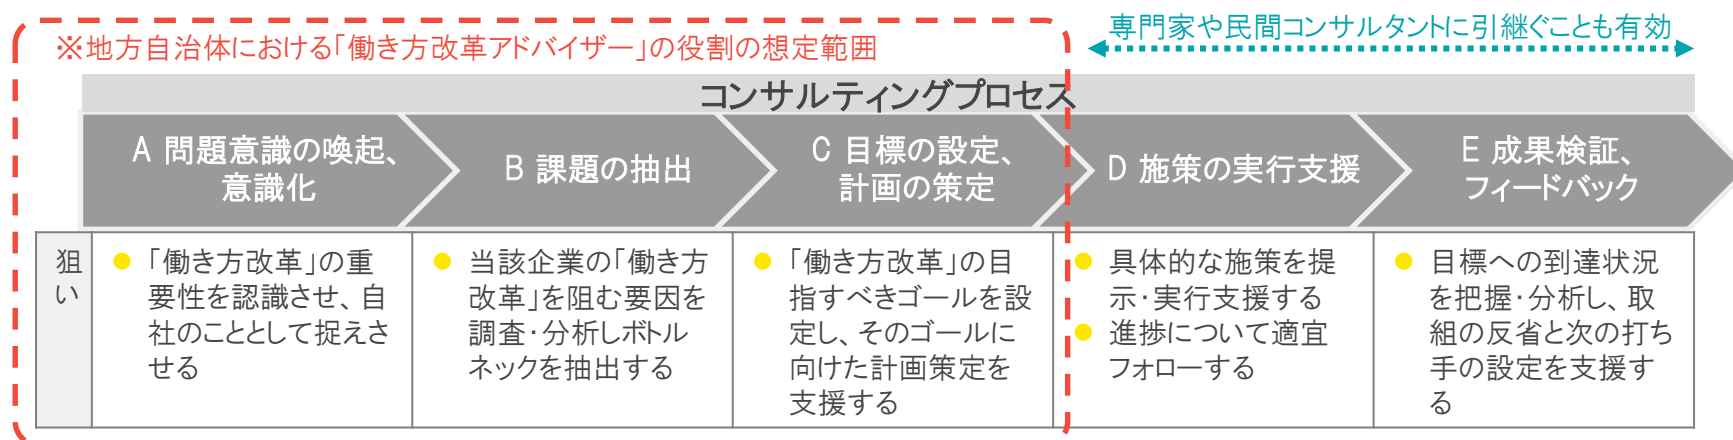 専門家や民間コンサルタントに引継ぐことも有効
※地方自治体における「働き方改革アドバイザー」の役割の想定範囲
コンサルティングプロセス
A 問題意識の喚起、
意識化
B 課題の抽出
C 目標の設定、
計画の策定
D 施策の実行支援
E 成果検証、
フィードバック
狙
い
● 「働き方改革」の重
要性を認識させ、自
社のこととして捉えさ
せる
● 当該企業の「働き方
改革」を阻む要因を
調査・分析しボトル
ネックを抽出する
● 「働き方改革」の目
指すべきゴールを設
定し、そのゴールに
向けた計画策定を
支援する
● 具体的な施策を提
示・実行支援する
● 進捗について適宜
フォローする
● 目標への到達状況
を把握・分析し、取
組の反省と次の打ち
手の設定を支援す
る